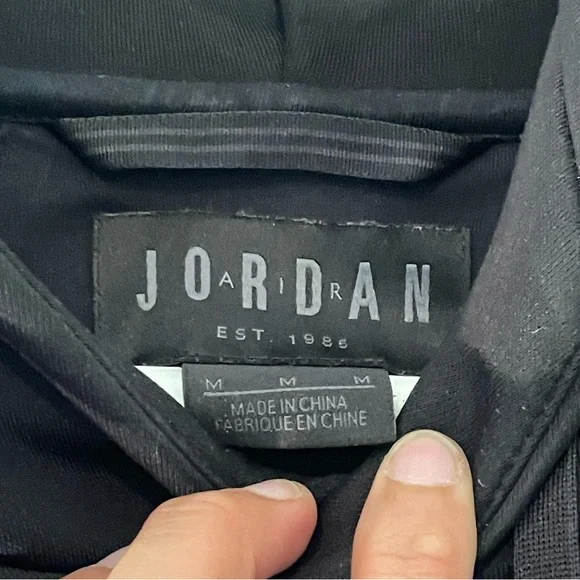 JORDAN
AIR
EST. 1985
M M M
MADE IN CHINA
FABRIQUE EN CHINE